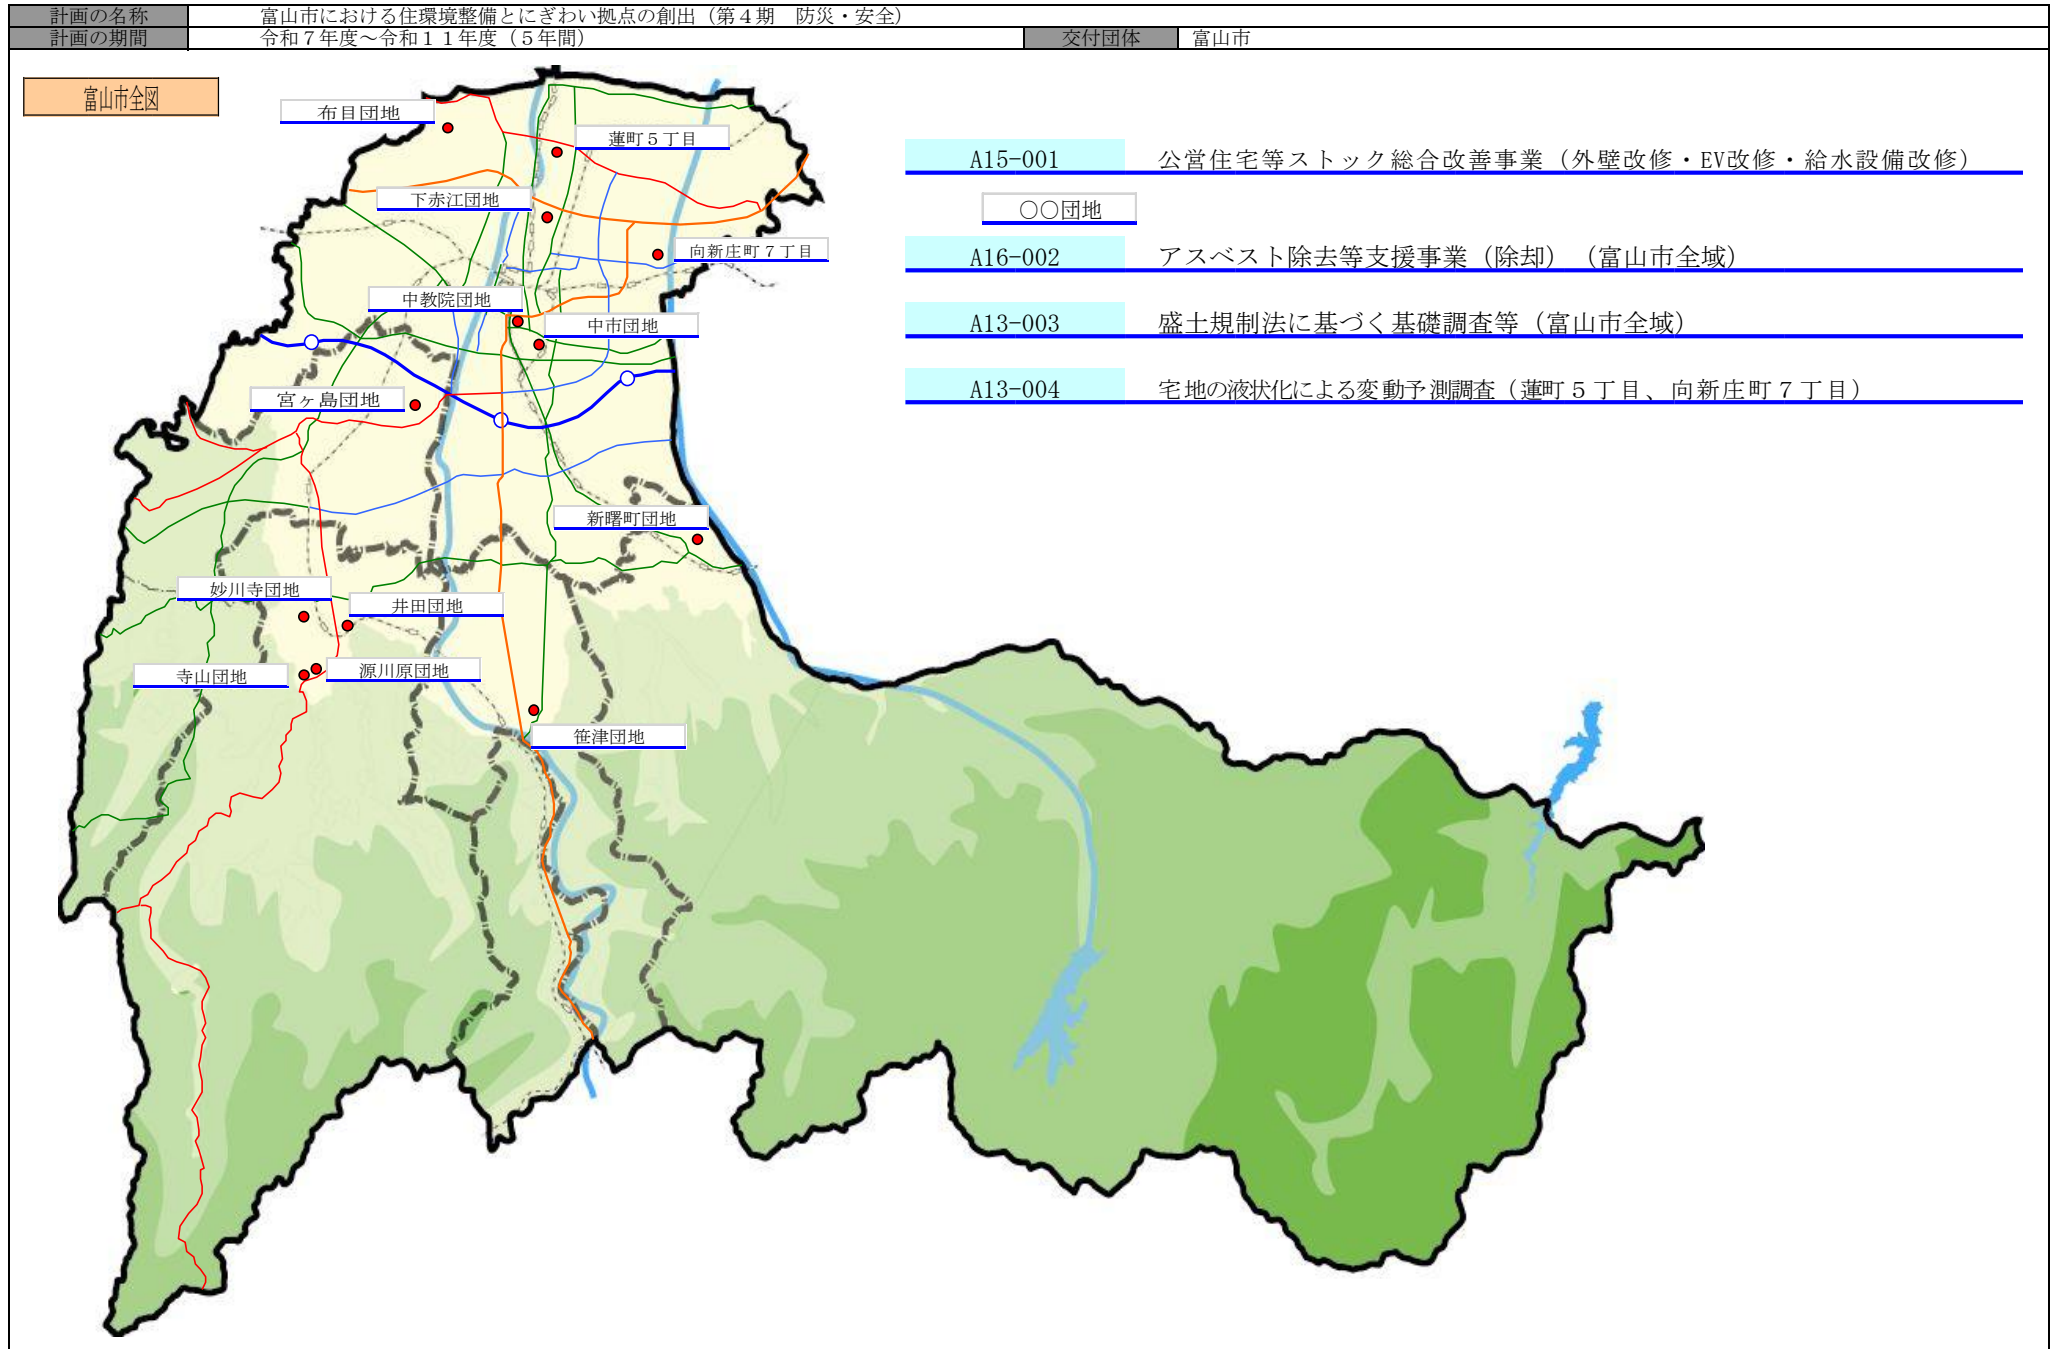 計画の名称 富山市における住環境整備とにぎわい拠点の創出（第４期　防災・安全）
計画の期間 令和７年度～令和１１年度（５年間） 交付団体 富山市
富山市全図
布目団地
蓮町５丁目
下赤江団地
向新庄町７丁目
中教院団地
中市団地
宮ヶ島団地
新曙町団地
妙川寺団地
井田団地
寺山団地
源川原団地
笹津団地
A15-001 公営住宅等ストック総合改善事業（外壁改修・EV改修・給水設備改修）
〇〇団地
A16-002 アスベスト除去等支援事業（除却）（富山市全域）
A13-003 盛土規制法に基づく基礎調査等（富山市全域）
A13-004 宅地の液状化による変動予測調査（蓮町５丁目、向新庄町７丁目）